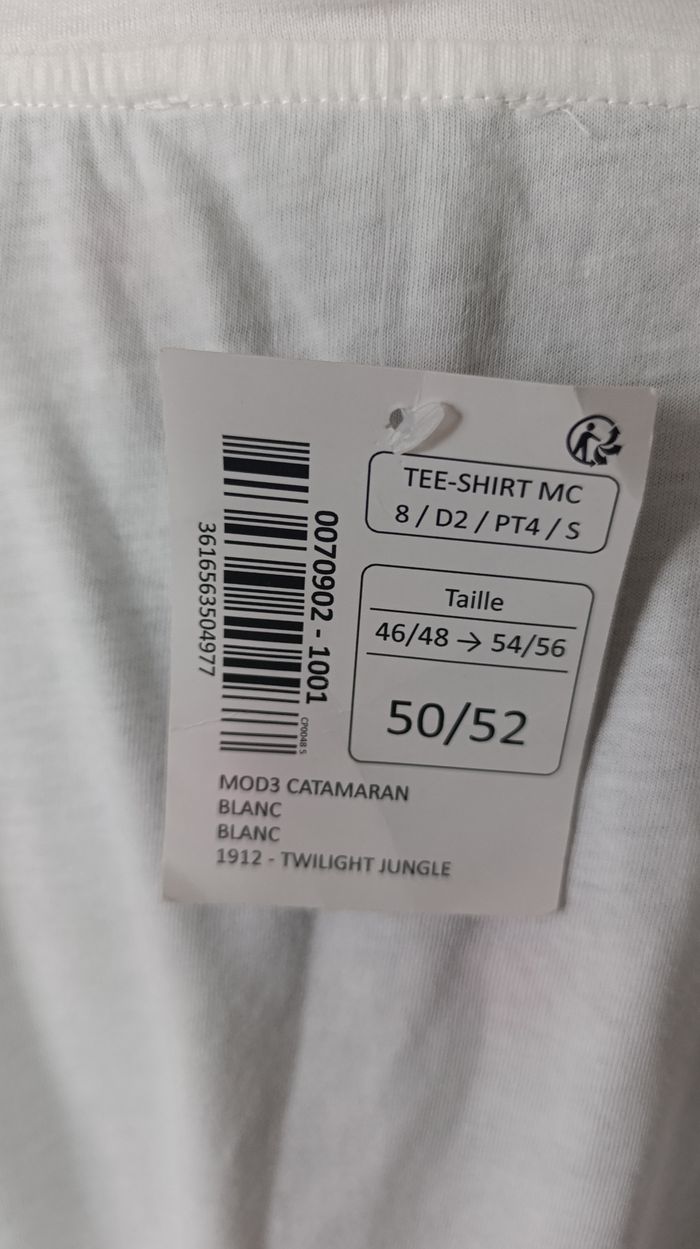 TEE-SHIRT MC
8 / D2 / PT4 / S
Taille
46/48 → 54/56
50/52
0070902 - 1001
3616563504977
CP0048 S
MOD3 CATAMARAN
BLANC
BLANC
1912 - TWILIGHT JUNGLE